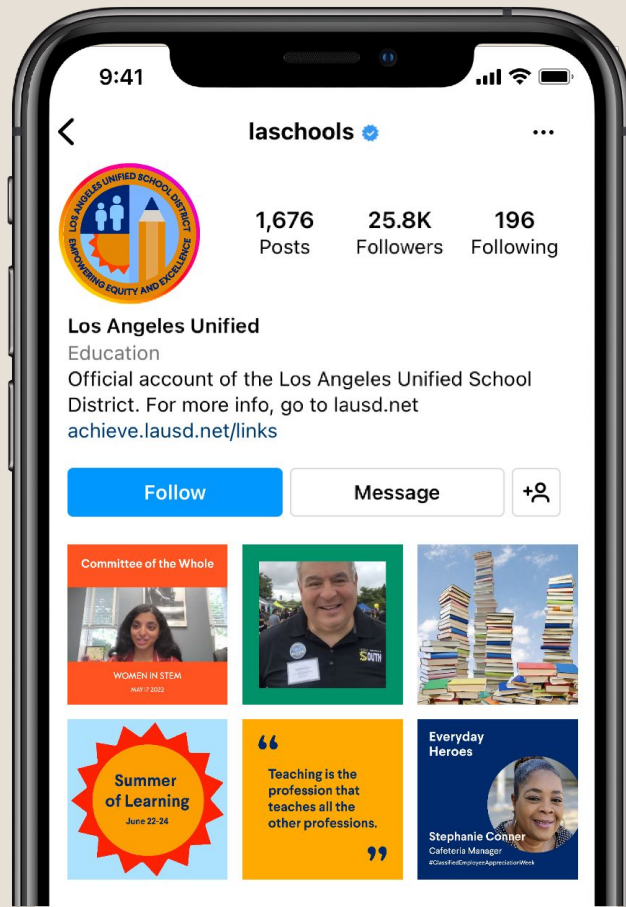 9:41
laschools
LOS ANGELES UNIFIED SCHOOL DISTRICT
EMPOWERING EQUITY AND EXCELLENCE
1,676 25.8K 196
Posts Followers Following
Los Angeles Unified
Education
Official account of the Los Angeles Unified School
District. For more info, go to lausd.net
achieve.lausd.net/links
Follow Message
Committee of the Whole
WOMEN IN STEM
MAY 17 2022
SOUTH
Summer
of Learning
June 22-24
“
Teaching is the
profession that
teaches all the
other professions.
”
Everyday
Heroes
Stephanie Conner
Cafeteria Manager
#ClassifiedEmployeeAppreciationWeek